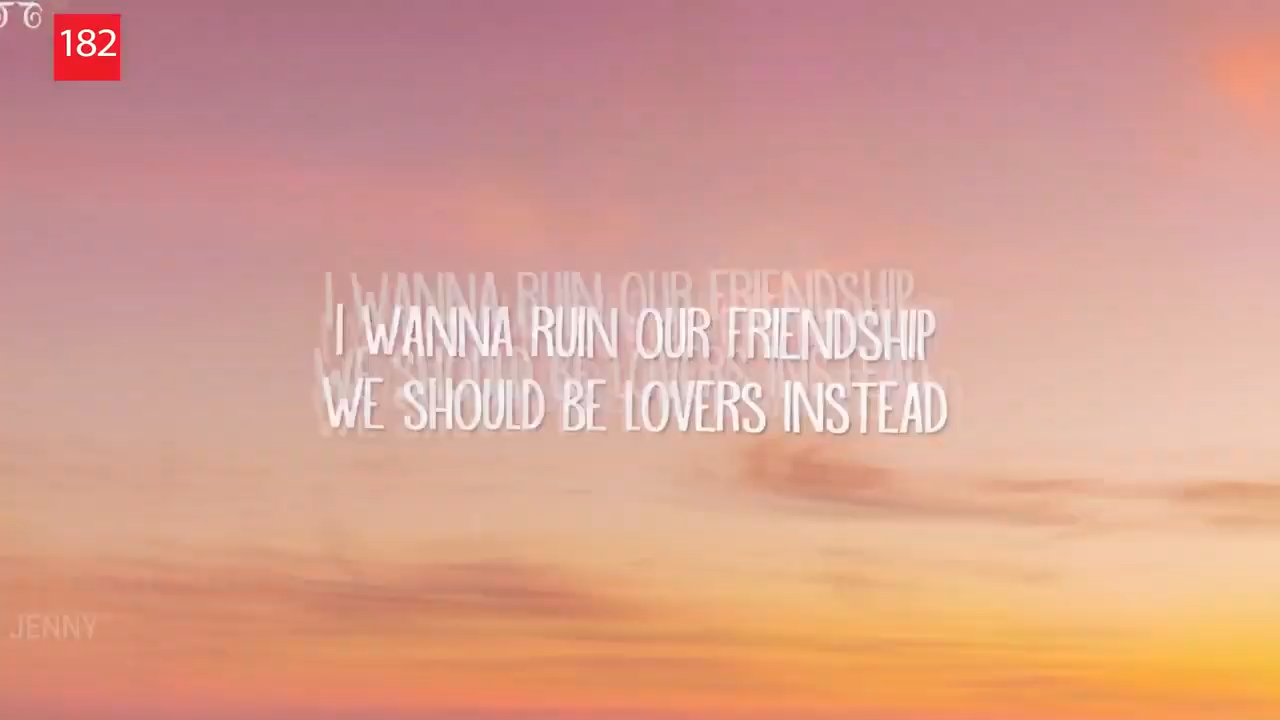 182
I WANNA RUIN OUR FRIENDSHIP
WE SHOULD BE LOVERS INSTEAD
JENNY